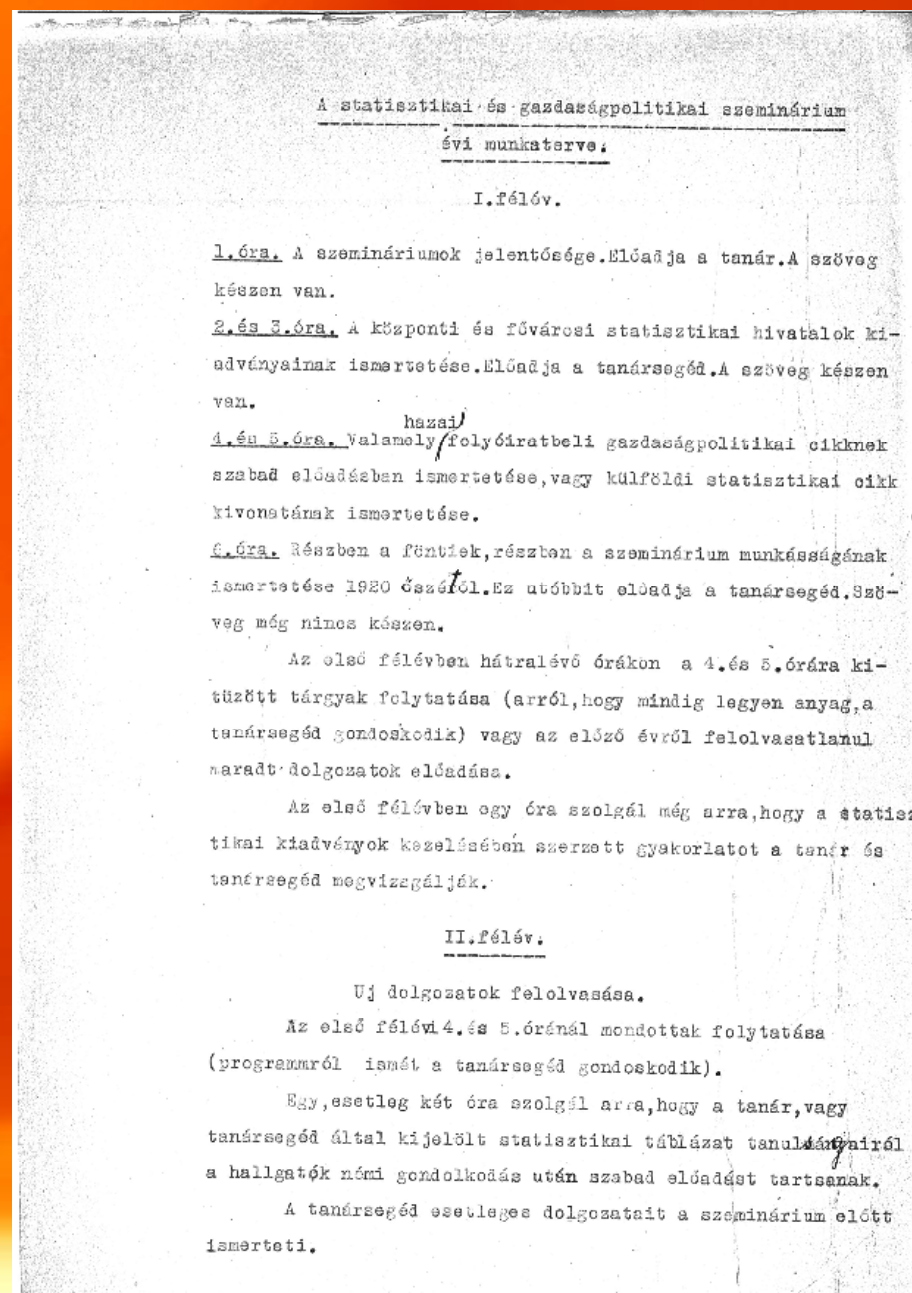 A statisztikai és gazdaságpolitikai szeminárium
évi munkaterve.
I.félév.
1.óra. A szemináriumok jelentősége.Előadja a tanár.A szöveg
készen van.
2.és 3.óra. A központi és fővárosi statisztikai hivatalok ki-
adványainak ismertetése.Előadja a tanársegéd.A szöveg készen
van.
hazai
4.és 5.óra. Valamely folyóiratbeli gazdaságpolitikai cikknek
szabad előadásban ismertetése,vagy külföldi statisztikai cikk
kivonatának ismertetése.
6.óra. Részben a föntiek,részben a szeminárium munkásságának
ismertetése 1920 őszétől.Ez utóbbit előadja a tanársegéd.Szö-
veg még nincs készen.
Az első félévben hátralévő órákon a 4.és 5.órára ki-
tüzött tárgyak folytatása (arról,hogy mindig legyen anyag,a
tanársegéd gondoskodik) vagy az előző évről felolvasatlanul
maradt dolgozatok előadása.
Az első félévben egy óra szolgál még arra,hogy a statisz
tikai kiadványok kezelésében szerzett gyakorlatot a tanár és
tanársegéd megvizsgálják.
II.félév.
Uj dolgozatok felolvasása.
Az első félévi 4.és 5.óránál mondottak folytatása
(programmról ismét a tanársegéd gondoskodik).
Egy,esetleg két óra szolgál arra,hogy a tanár,vagy
tanársegéd által kijelölt statisztikai táblázat tanulságairól
a hallgatók némi gondolkodás után szabad előadást tartsanak.
A tanársegéd esetleges dolgozatait a szeminárium előtt
ismerteti.